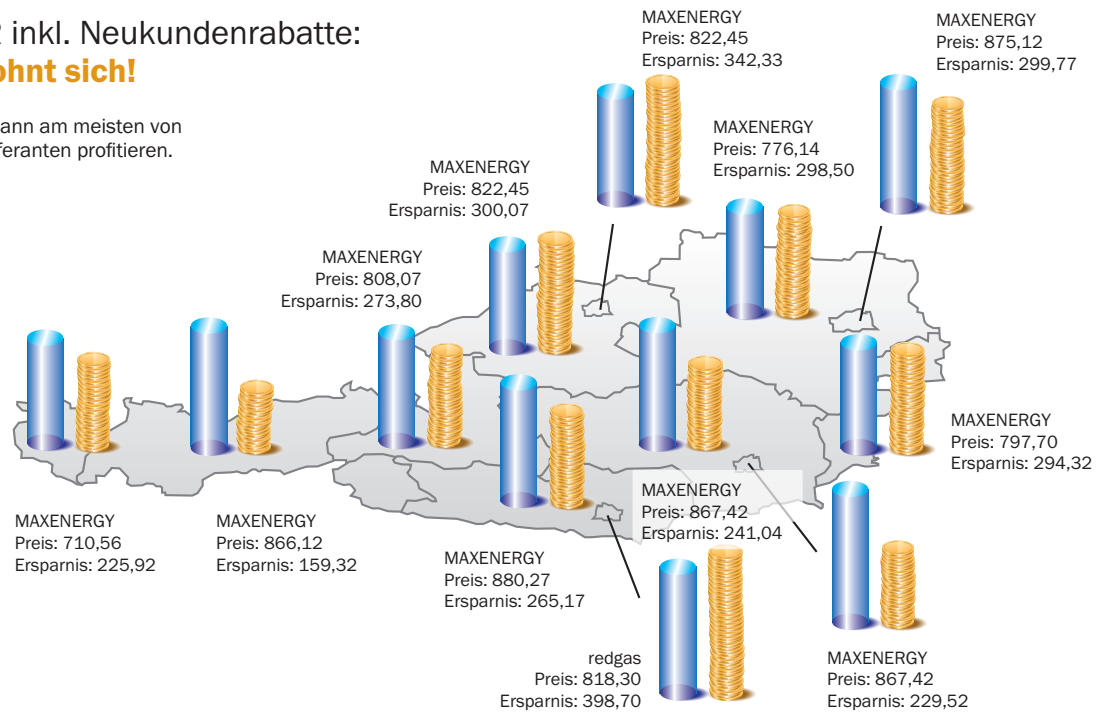 inkl. Neukundenrabatte:
sich!
am meisten von
profitieren.
MAXENERGY
Preis: 822,45
Ersparnis: 342,33
MAXENERGY
Preis: 875,12
Ersparnis: 299,77
MAXENERGY
Preis: 776,14
Ersparnis: 298,50
MAXENERGY
Preis: 822,45
Ersparnis: 300,07
MAXENERGY
Preis: 808,07
Ersparnis: 273,80
MAXENERGY
Preis: 797,70
Ersparnis: 294,32
MAXENERGY
Preis: 710,56
Ersparnis: 225,92
MAXENERGY
Preis: 866,12
Ersparnis: 159,32
MAXENERGY
Preis: 867,42
Ersparnis: 241,04
MAXENERGY
Preis: 880,27
Ersparnis: 265,17
redgas
Preis: 818,30
Ersparnis: 398,70
MAXENERGY
Preis: 867,42
Ersparnis: 229,52